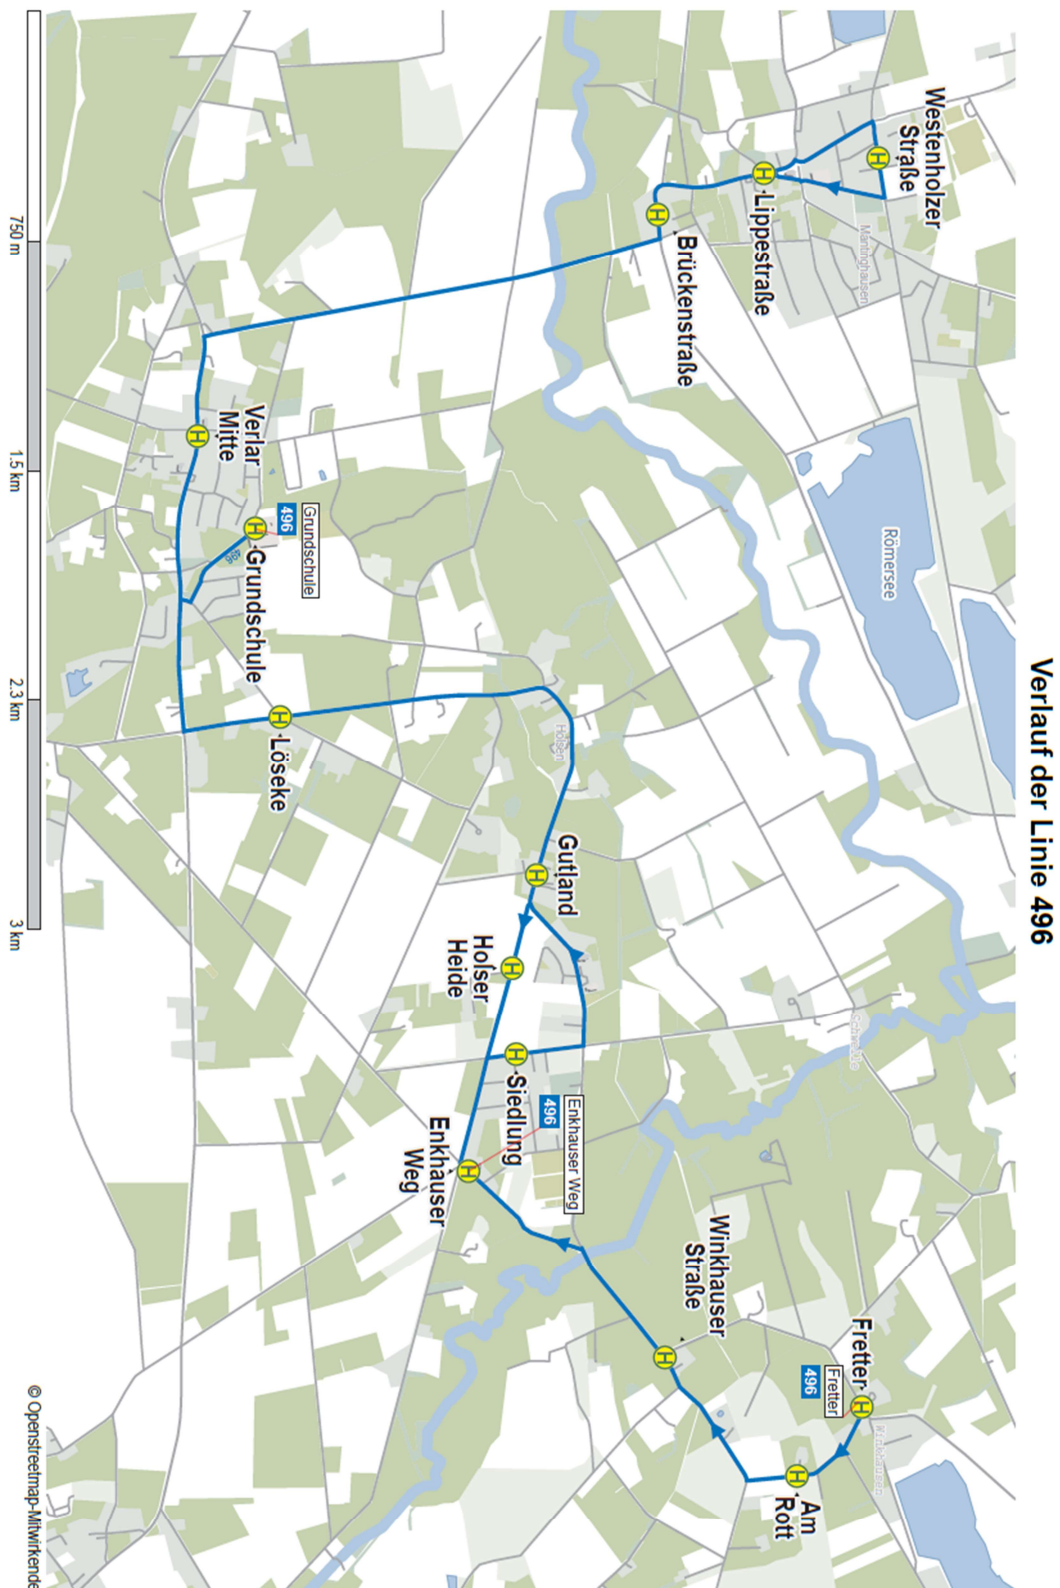 Verlauf der Linie 496
Westenholzer
Straße
Mantinghausen
Lippestraße
Brückenstraße
Römersee
Verlar
Mitte
Grundschule
496
496
Grundschule
Löseke
Hölsen
Gutland
Holser
Heide
Siedlung
Enkhauser Weg
496
Enkhauser
Weg
Schwelle
Winkhauser
Straße
Fretter
Fretter
496
Am
Rott
750 m
1.5 km
2.3 km
3 km
© Openstreetmap-Mitwirkende